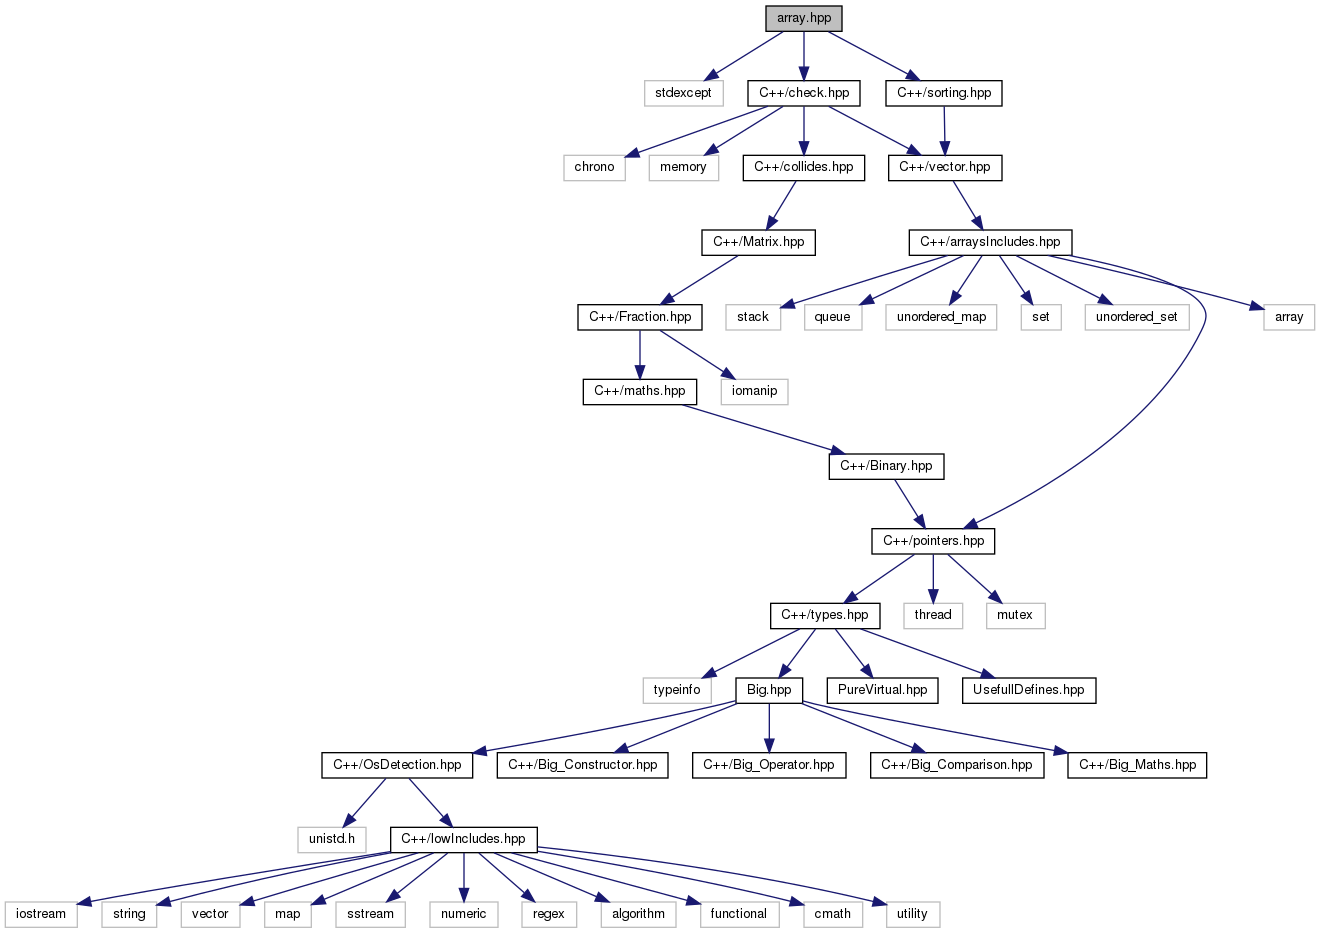 array.hpp
stdexcept
C++/check.hpp
C++/sorting.hpp
chrono
memory
C++/collides.hpp
C++/vector.hpp
C++/Matrix.hpp
C++/arraysIncludes.hpp
C++/Fraction.hpp
stack
queue
unordered_map
set
unordered_set
array
C++/maths.hpp
iomanip
C++/Binary.hpp
C++/pointers.hpp
C++/types.hpp
thread
mutex
typeinfo
Big.hpp
PureVirtual.hpp
UsefullDefines.hpp
C++/OsDetection.hpp
C++/Big_Constructor.hpp
C++/Big_Operator.hpp
C++/Big_Comparison.hpp
C++/Big_Maths.hpp
unistd.h
C++/lowIncludes.hpp
iostream
string
vector
map
sstream
numeric
regex
algorithm
functional
cmath
utility